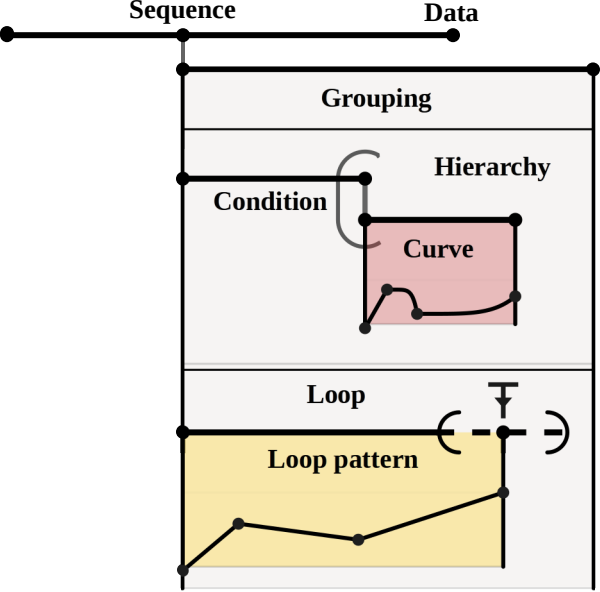 Sequence
Data
Grouping
Hierarchy
Condition
Curve
Loop
Loop pattern